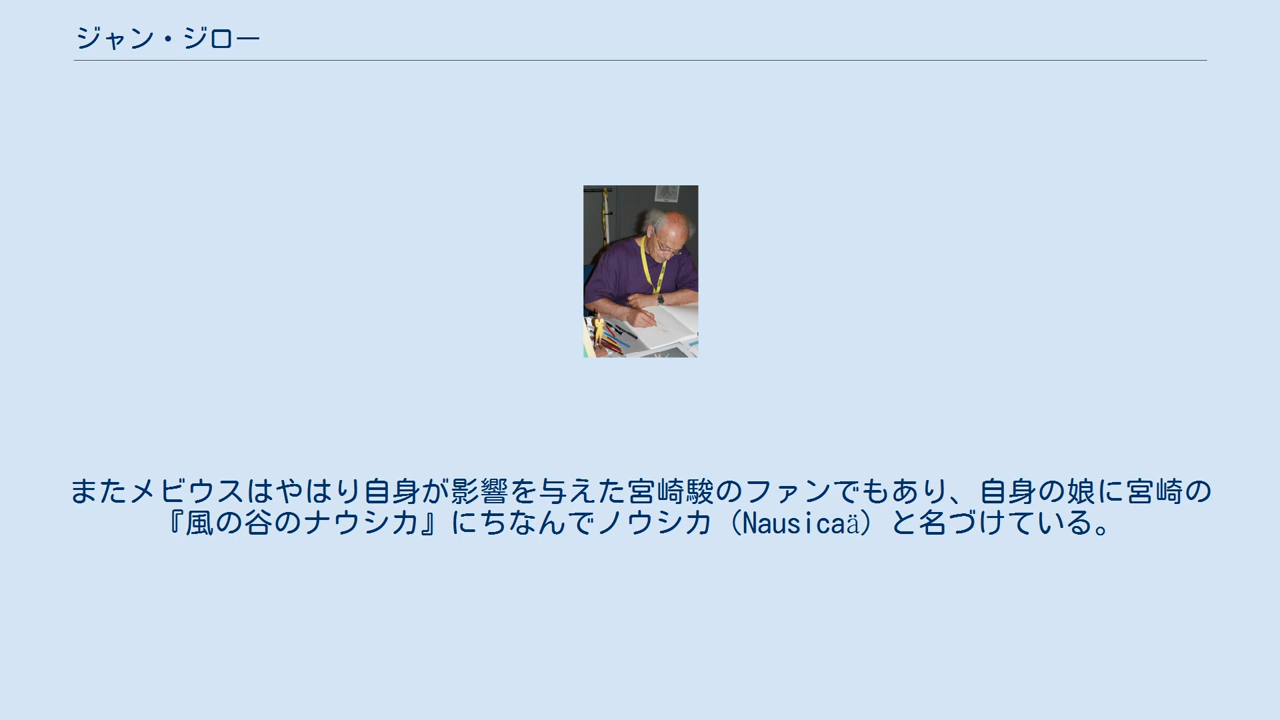 ジャン・ジロー
またメビウスはやはり自身が影響を与えた宮崎駿のファンでもあり、自身の娘に宮崎の
『風の谷のナウシカ』にちなんでノウシカ（Nausicaä）と名づけている。